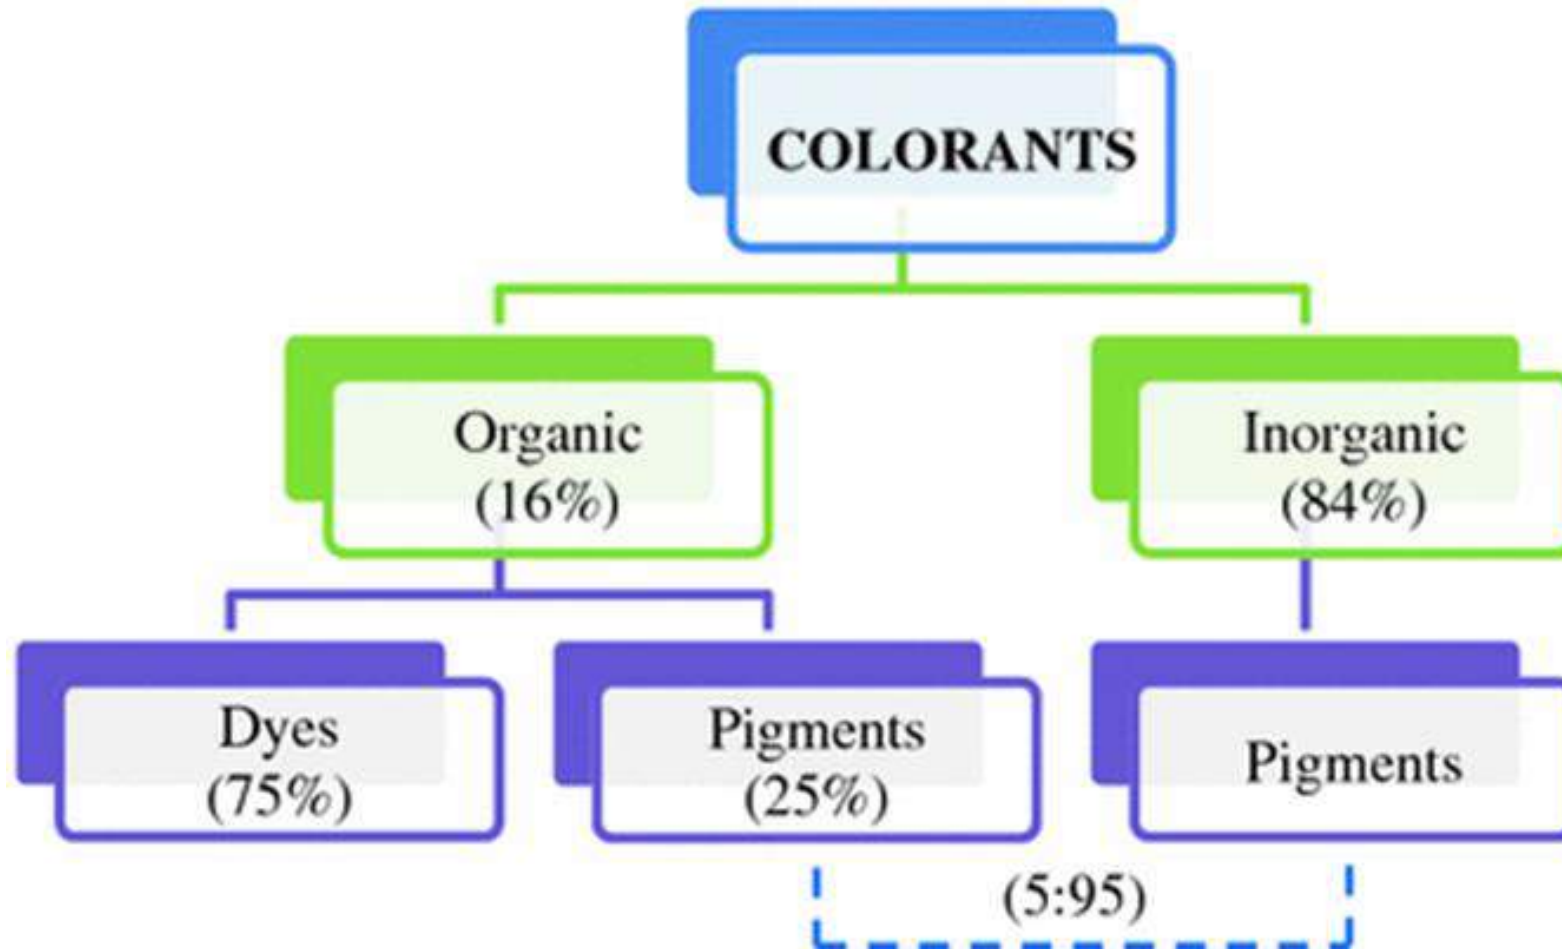 COLORANTS
Organic
(16%)
Inorganic
(84%)
Dyes
(75%)
Pigments
(25%)
Pigments
(5:95)